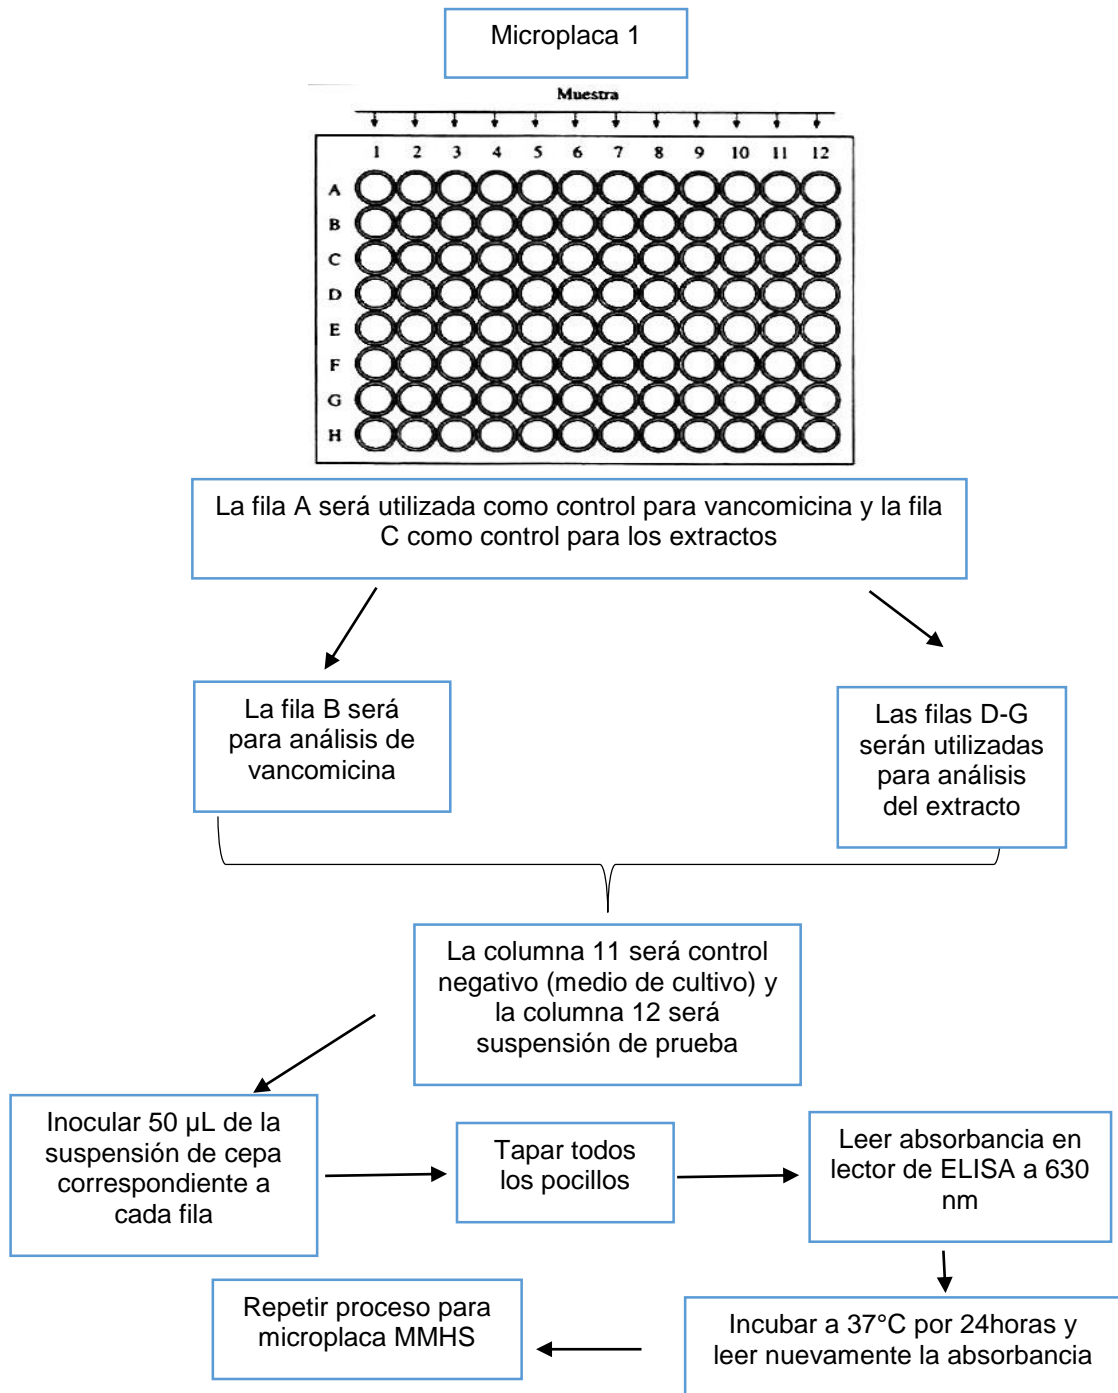 Microplaca 1
Muestra
1 2 3 4 5 6 7 8 9 10 11 12
A
B
C
D
E
F
G
H
La fila A será utilizada como control para vancomicina y la fila
C como control para los extractos
La fila B será
para análisis de
vancomicina
Las filas D-G
serán utilizadas
para análisis
del extracto
La columna 11 será control
negativo (medio de cultivo) y
la columna 12 será
suspensión de prueba
Inocular 50 µL de la
suspensión de cepa
correspondiente a
cada fila
Tapar todos
los pocillos
Leer absorbancia en
lector de ELISA a 630
nm
Repetir proceso para
microplaca MMHS
Incubar a 37°C por 24horas y
leer nuevamente la absorbancia